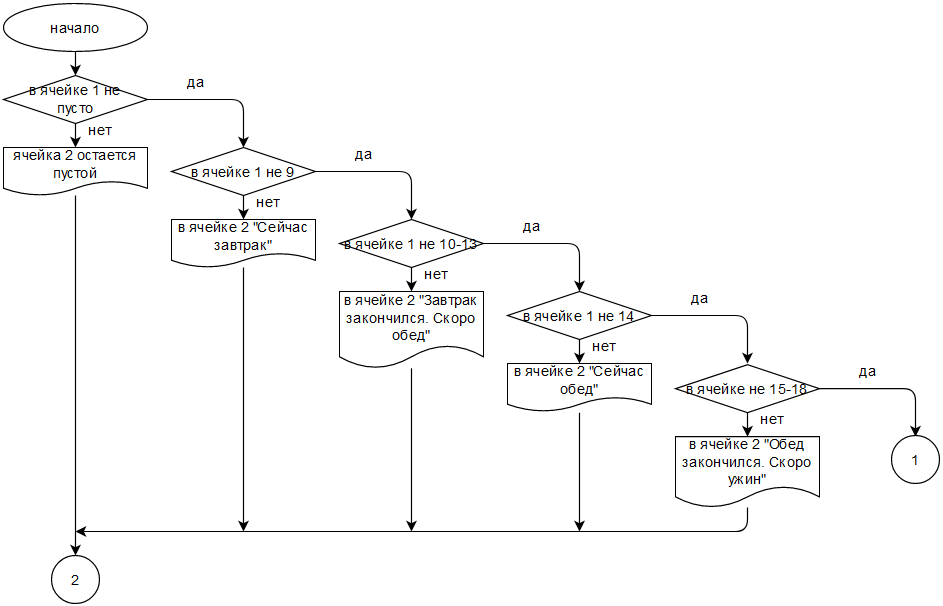 начало
да
в ячейке 1 не
пусто
нет
ячейка 2 остается
пустой
да
в ячейке 1 не 9
нет
в ячейке 2 "Сейчас
завтрак"
да
в ячейке 1 не 10-13
нет
в ячейке 2 "Завтрак
закончился. Скоро
обед"
да
в ячейке 1 не 14
нет
в ячейке 2 "Сейчас
обед"
да
в ячейке не 15-18
нет
в ячейке 2 "Обед
закончился. Скоро
ужин"
1
2